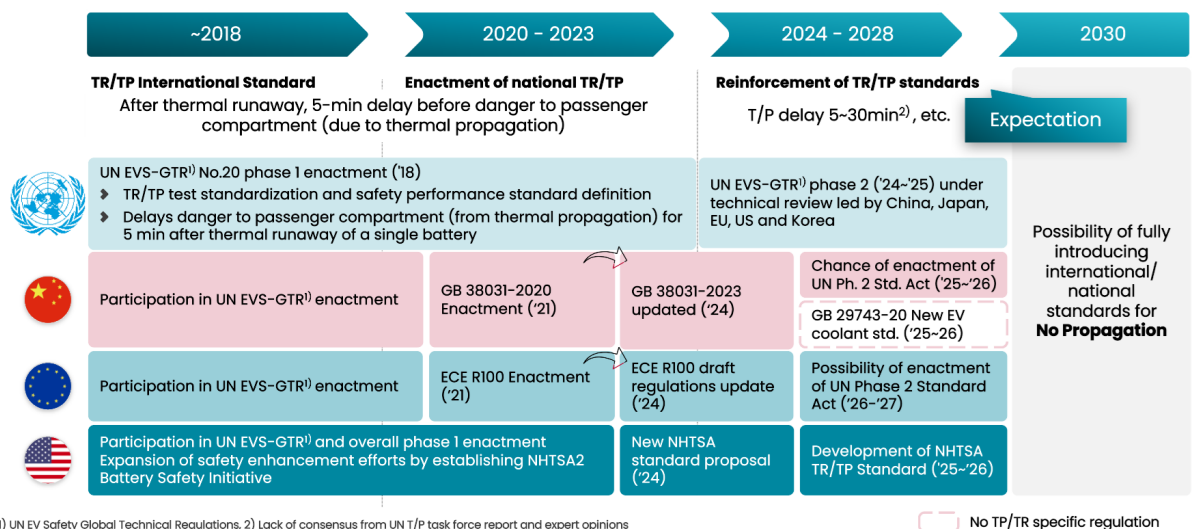 ~2018
2020 - 2023
2024 - 2028
2030
TR/TP International Standard
Enactment of national TR/TP
After thermal runaway, 5-min delay before danger to passenger
compartment (due to thermal propagation)
Reinforcement of TR/TP standards
T/P delay 5~30min2) , etc.
Expectation
UN EVS-GTR1) No.20 phase 1 enactment ('18)
TR/TP test standardization and safety performance standard definition
Delays danger to passenger compartment (from thermal propagation) for
5 min after thermal runaway of a single battery
UN EVS-GTR1) phase 2 ('24~'25) under
technical review led by China, Japan,
EU, US and Korea
Participation in UN EVS-GTR1) enactment
GB 38031-2020
Enactment ('21)
GB 38031-2023
updated ('24)
Chance of enactment of
UN Ph. 2 Std. Act ('25~'26)
GB 29743-20 New EV
coolant std. ('25~26)
Participation in UN EVS-GTR1) enactment
ECE R100 Enactment
('21)
ECE R100 draft
regulations update
('24)
Possibility of enactment
of UN Phase 2 Standard
Act ('26-'27)
Participation in UN EVS-GTR1) and overall phase 1 enactment
Expansion of safety enhancement efforts by establishing NHTSA2
Battery Safety Initiative
New NHTSA
standard proposal
('24)
Development of NHTSA
TR/TP Standard ('25~'26)
Possibility of fully
introducing
international/
national
standards for
No Propagation
1) UN EV Safety Global Technical Regulations, 2) Lack of consensus from UN T/P task force report and expert opinions
No TP/TR specific regulation